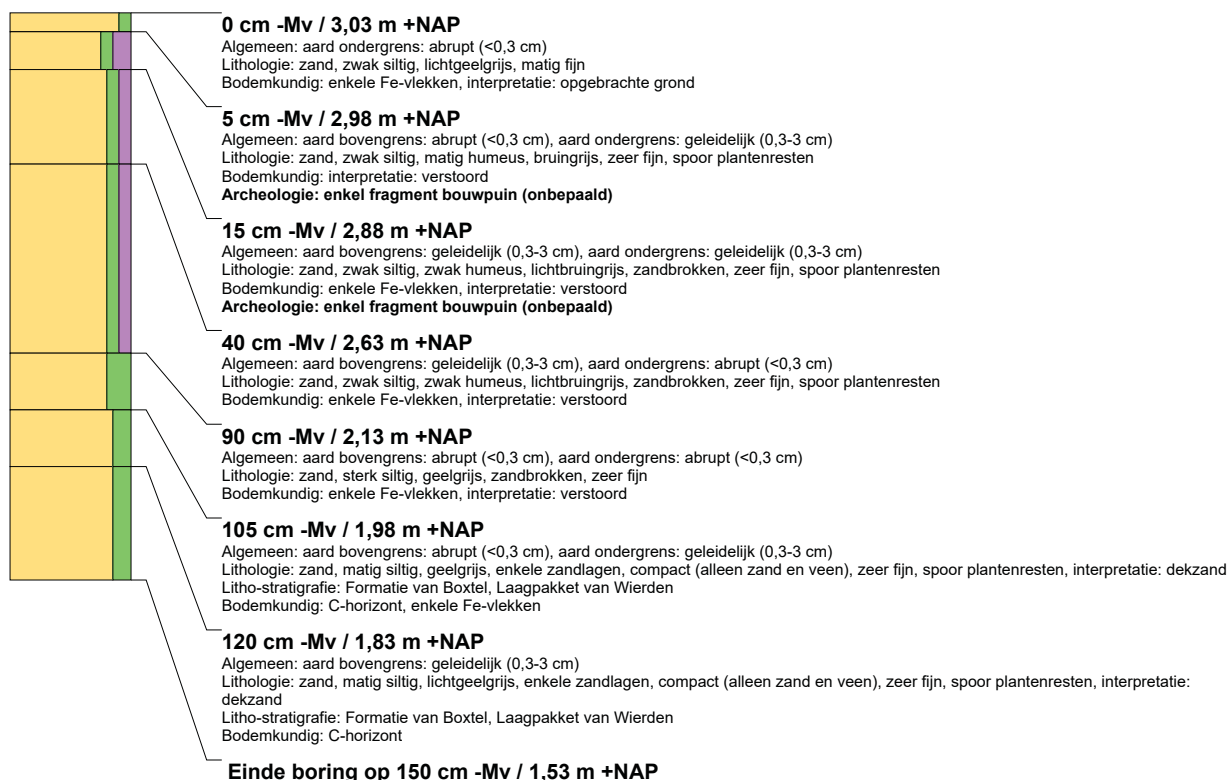 0 cm -Mv / 3,03 m +NAP
Algemeen: aard ondergrens: abrupt (<0,3 cm)
Lithologie: zand, zwak siltig, lichtgeelgrijs, matig fijn
Bodemkundig: enkele Fe-vlekken, interpretatie: opgebrachte grond
5 cm -Mv / 2,98 m +NAP
Algemeen: aard bovengrens: abrupt (<0,3 cm), aard ondergrens: geleidelijk (0,3-3 cm)
Lithologie: zand, zwak siltig, matig humeus, bruingrijs, zeer fijn, spoor plantenresten
Bodemkundig: interpretatie: verstoord
Archeologie: enkel fragment bouwpuin (onbepaald)
15 cm -Mv / 2,88 m +NAP
Algemeen: aard bovengrens: geleidelijk (0,3-3 cm), aard ondergrens: geleidelijk (0,3-3 cm)
Lithologie: zand, zwak siltig, zwak humeus, lichtbruingrijs, zandbrokken, zeer fijn, spoor plantenresten
Bodemkundig: enkele Fe-vlekken, interpretatie: verstoord
Archeologie: enkel fragment bouwpuin (onbepaald)
40 cm -Mv / 2,63 m +NAP
Algemeen: aard bovengrens: geleidelijk (0,3-3 cm), aard ondergrens: abrupt (<0,3 cm)
Lithologie: zand, zwak siltig, zwak humeus, lichtbruingrijs, zandbrokken, zeer fijn, spoor plantenresten
Bodemkundig: enkele Fe-vlekken, interpretatie: verstoord
90 cm -Mv / 2,13 m +NAP
Algemeen: aard bovengrens: abrupt (<0,3 cm), aard ondergrens: abrupt (<0,3 cm)
Lithologie: zand, sterk siltig, geelgrijs, zandbrokken, zeer fijn
Bodemkundig: enkele Fe-vlekken, interpretatie: verstoord
105 cm -Mv / 1,98 m +NAP
Algemeen: aard bovengrens: abrupt (<0,3 cm), aard ondergrens: geleidelijk (0,3-3 cm)
Lithologie: zand, matig siltig, geelgrijs, enkele zandlagen, compact (alleen zand en veen), zeer fijn, spoor plantenresten, interpretatie: dekzand
Litho-stratigrafie: Formatie van Boxtel, Laagpakket van Wierden
Bodemkundig: C-horizont, enkele Fe-vlekken
120 cm -Mv / 1,83 m +NAP
Algemeen: aard bovengrens: geleidelijk (0,3-3 cm)
Lithologie: zand, matig siltig, lichtgeelgrijs, enkele zandlagen, compact (alleen zand en veen), zeer fijn, spoor plantenresten, interpretatie:
dekzand
Litho-stratigrafie: Formatie van Boxtel, Laagpakket van Wierden
Bodemkundig: C-horizont
Einde boring op 150 cm -Mv / 1,53 m +NAP